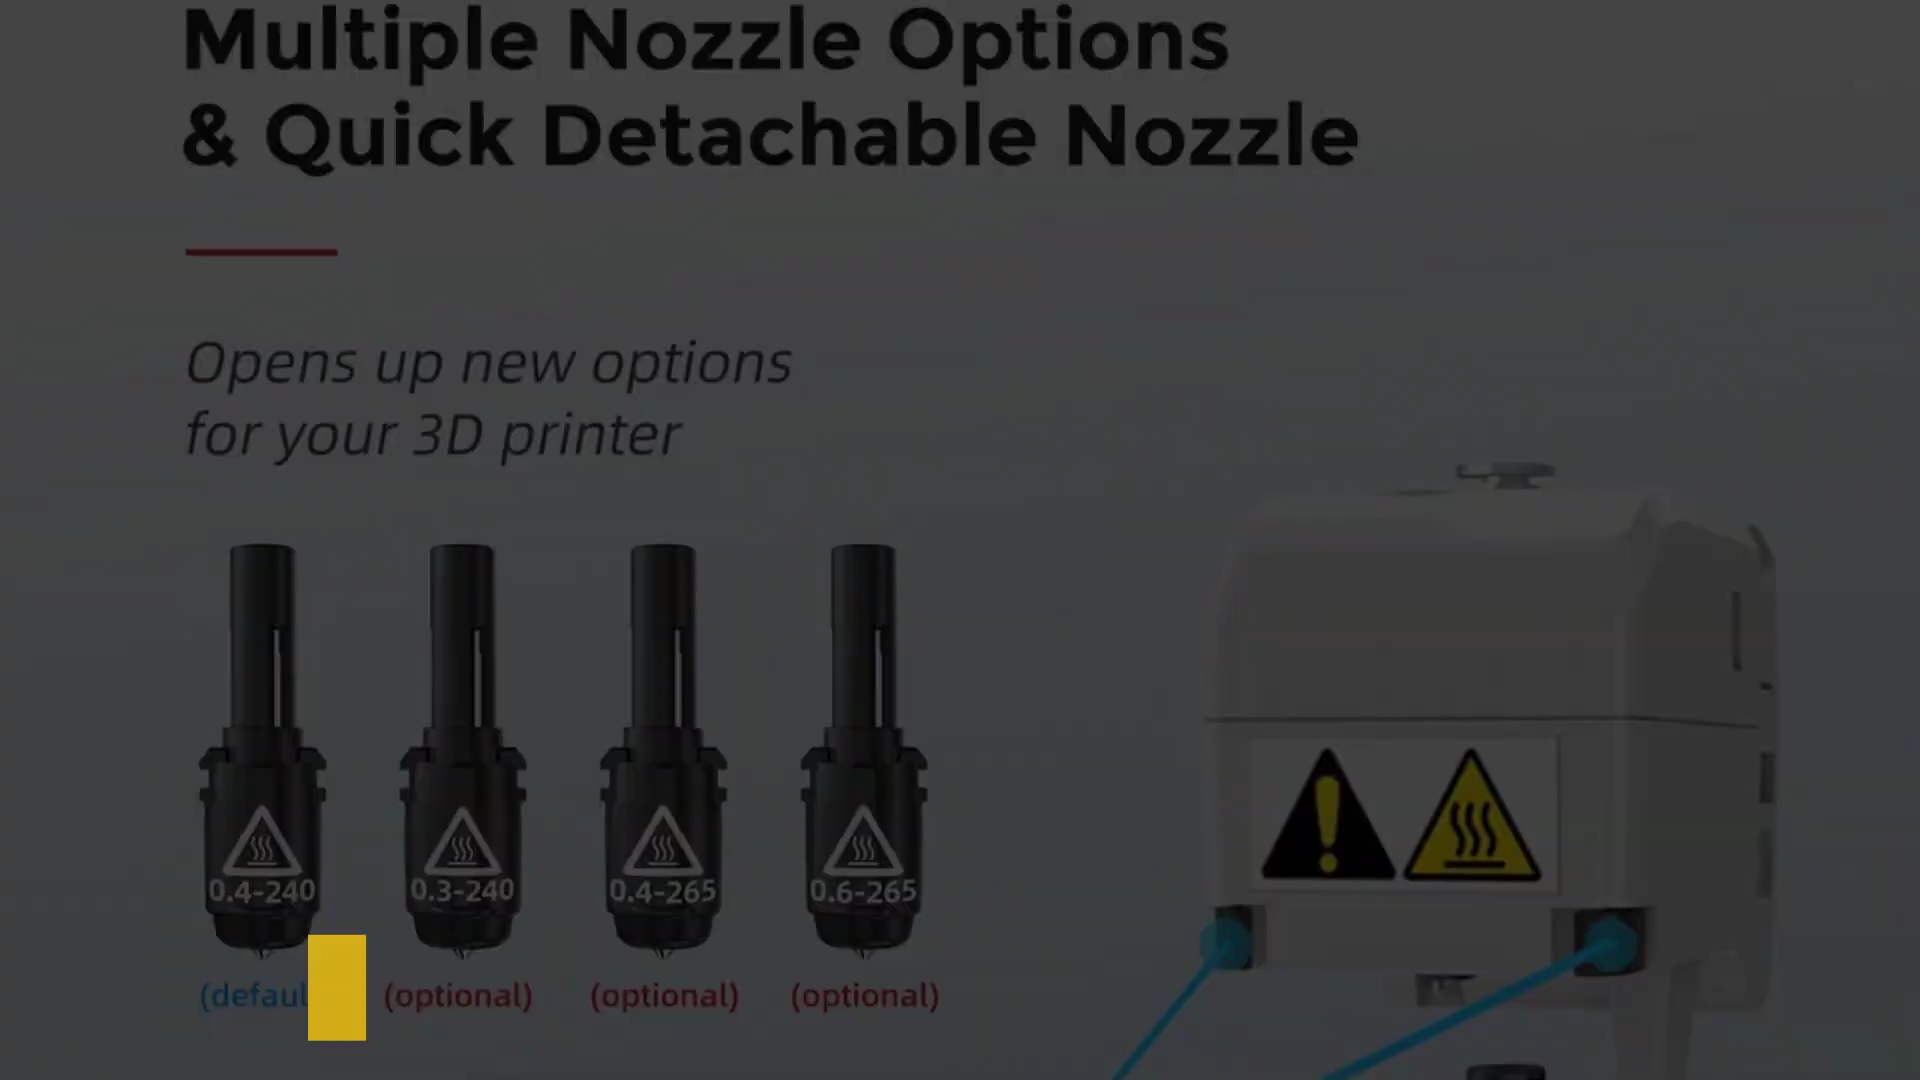 Multiple Nozzle Options
& Quick Detachable Nozzle
Opens up new options
for your 3D printer
0.4-240 0.3-240 0.4-265 0.6-265
(defaul (optional) (optional) (optional)